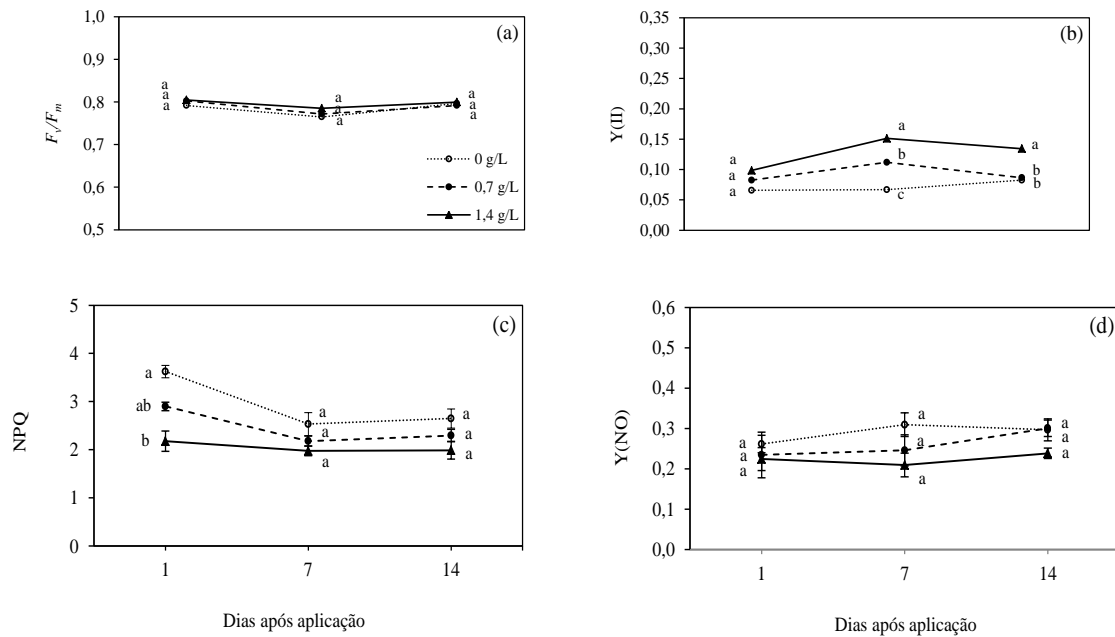 (a)
1,0
0,9
0,8
0,7
0,6
0,5
Fv/Fm
a
a
a
a
a
a
a
a
a
0 g/L
0,7 g/L
1,4 g/L
(b)
0,35
0,30
0,25
0,20
0,15
0,10
0,05
0,00
Y(II)
a
a
a
a
b
c
a
b
b
(c)
5
4
3
2
1
0
NPQ
a
ab
b
a
a
a
a
a
a
1
7
14
Dias após aplicação
(d)
0,6
0,5
0,4
0,3
0,2
0,1
0,0
Y(NO)
a
a
a
a
a
a
a
a
a
1
7
14
Dias após aplicação